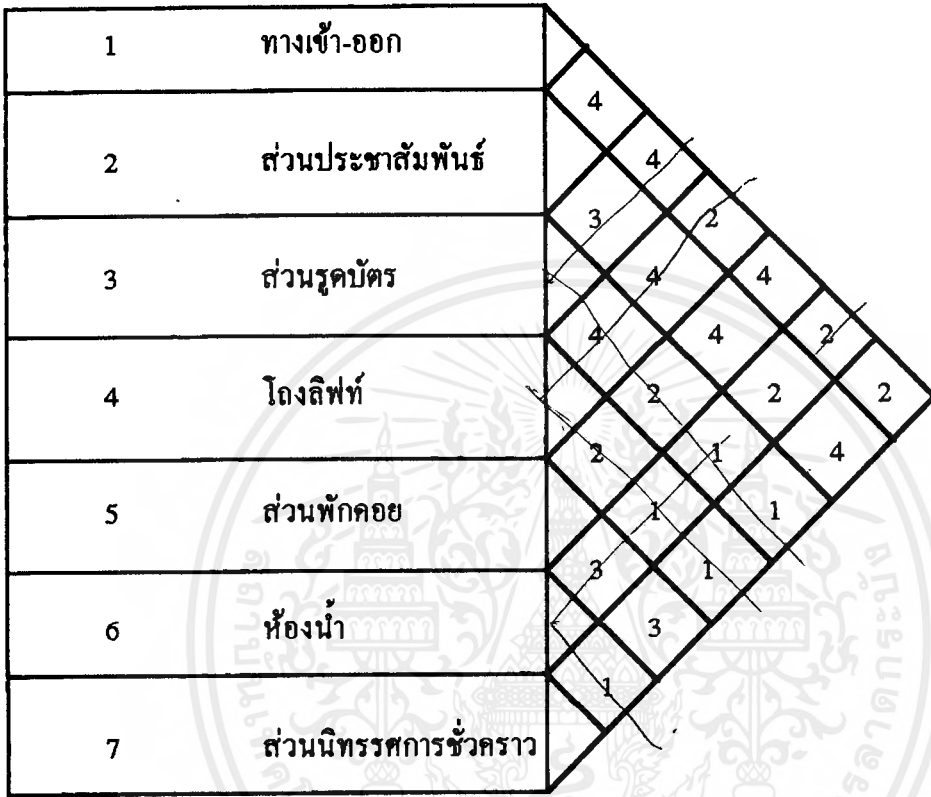 1 ทางเข้า-ออก
2 ส่วนประชาสัมพันธ์
3 ส่วนรูดบัตร
4 โถงลิฟท์
5 ส่วนพักคอย
6 ห้องน้ำ
7 ส่วนนิทรรศการชั่วคราว
4
4
3 2
4 4
4 4 2
2 2 2
2 1 4
1 1
3 1
3
1